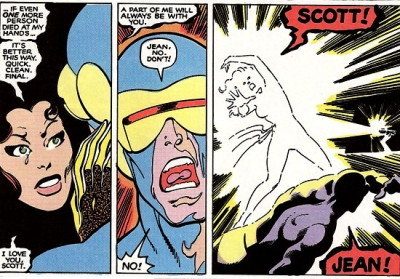 IF EVEN
ONE MORE
PERSON
DIED AT MY
HANDS...
IT'S
BETTER
THIS WAY.
QUICK.
CLEAN.
FINAL.
I LOVE
YOU,
SCOTT.
A PART OF ME WILL
ALWAYS BE WITH
YOU.
JEAN.
NO.
DON'T!
NO!
SCOTT!
JEAN!